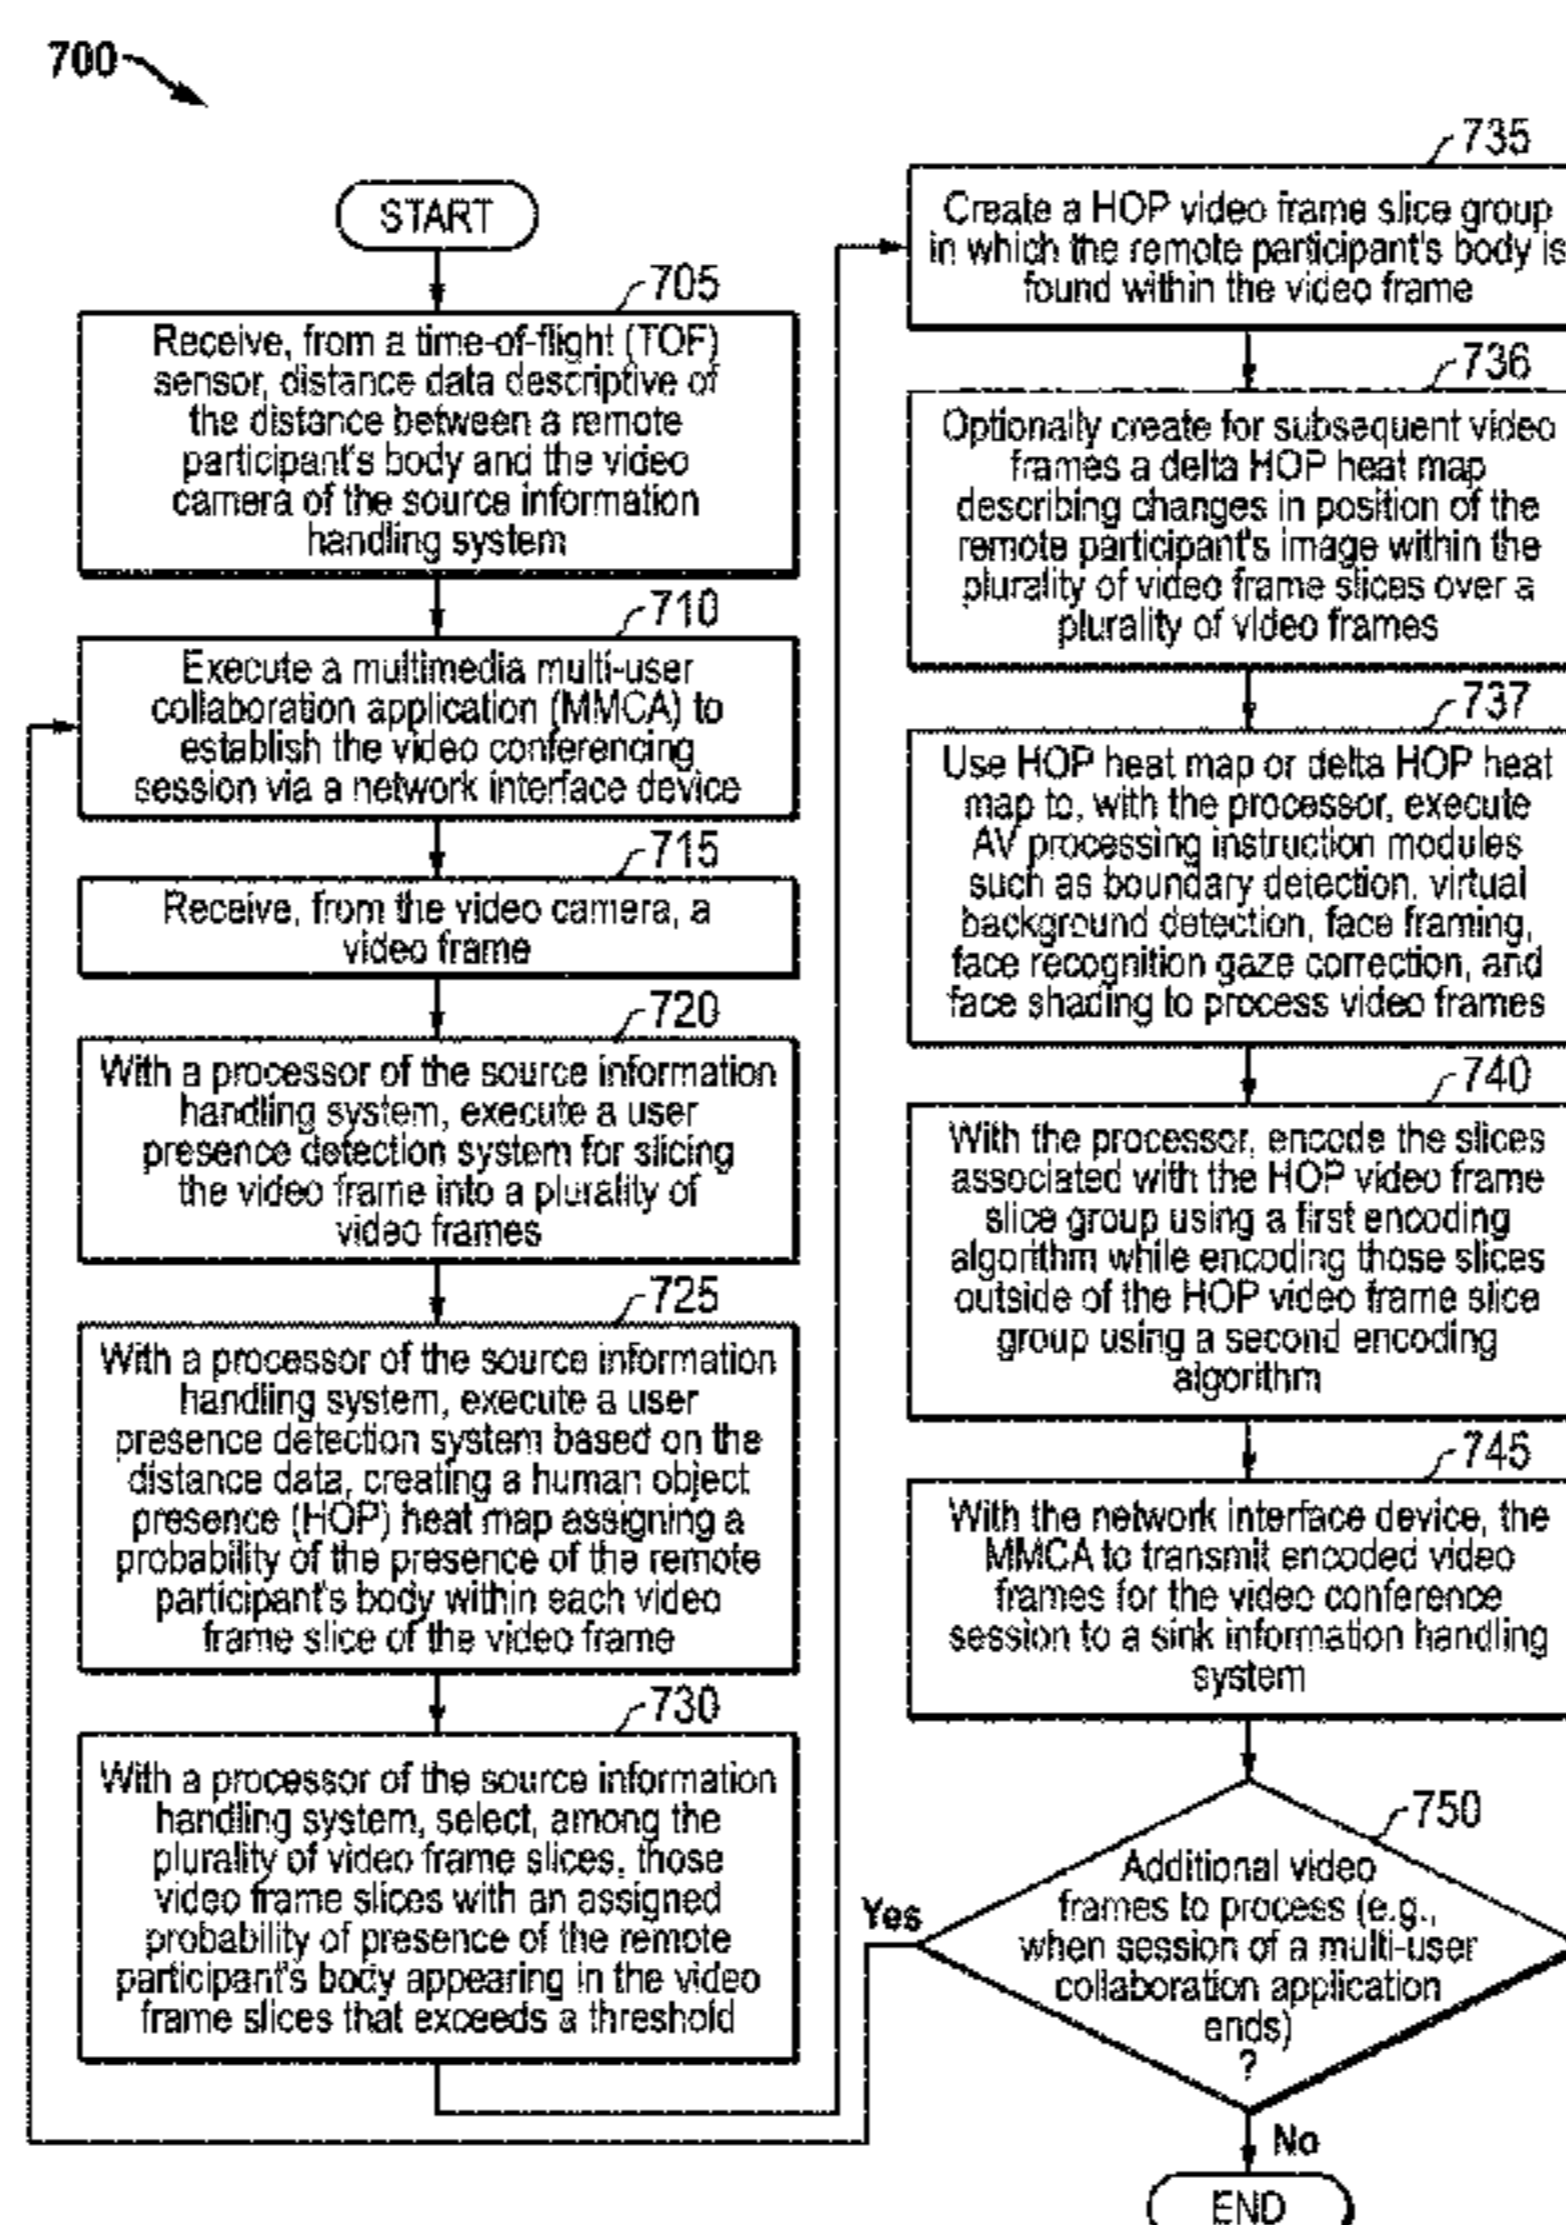 700
START
705
Receive, from a time-of-flight (TOF)
sensor, distance data descriptive of
the distance between a remote
participant's body and the video
camera of the source information
handling system
710
Execute a multimedia multi-user
collaboration application (MMCA) to
establish the video conferencing
session via a network interface device
715
Receive, from the video camera, a
video frame
720
With a processor of the source information
handling system, execute a user
presence detection system for slicing
the video frame into a plurality of
video frames
725
With a processor of the source information
handling system, execute a user
presence detection system based on the
distance data, creating a human object
presence (HOP) heat map assigning a
probability of the presence of the remote
participant's body within each video
frame slice of the video frame
730
With a processor of the source information
handling system, select, among the
plurality of video frame slices, those
video frame slices with an assigned
probability of presence of the remote
participant's body appearing in the video
frame slices that exceeds a threshold
735
Create a HOP video frame slice group
in which the remote participant's body is
found within the video frame
736
Optionally create for subsequent video
frames a delta HOP heat map
describing changes in position of the
remote participant's image within the
plurality of video frame slices over a
plurality of video frames
737
Use HOP heat map or delta HOP heat
map to, with the processor, execute
AV processing instruction modules
such as boundary detection, virtual
background detection, face framing,
face recognition gaze correction, and
face shading to process video frames
740
With the processor, encode the slices
associated with the HOP video frame
slice group using a first encoding
algorithm while encoding those slices
outside of the HOP video frame slice
group using a second encoding
algorithm
745
With the network interface device, the
MMCA to transmit encoded video
frames for the video conference
session to a sink information handling
system
750
Additional video
frames to process (e.g.,
when session of a multi-user
collaboration application
ends)
?
Yes
No
END